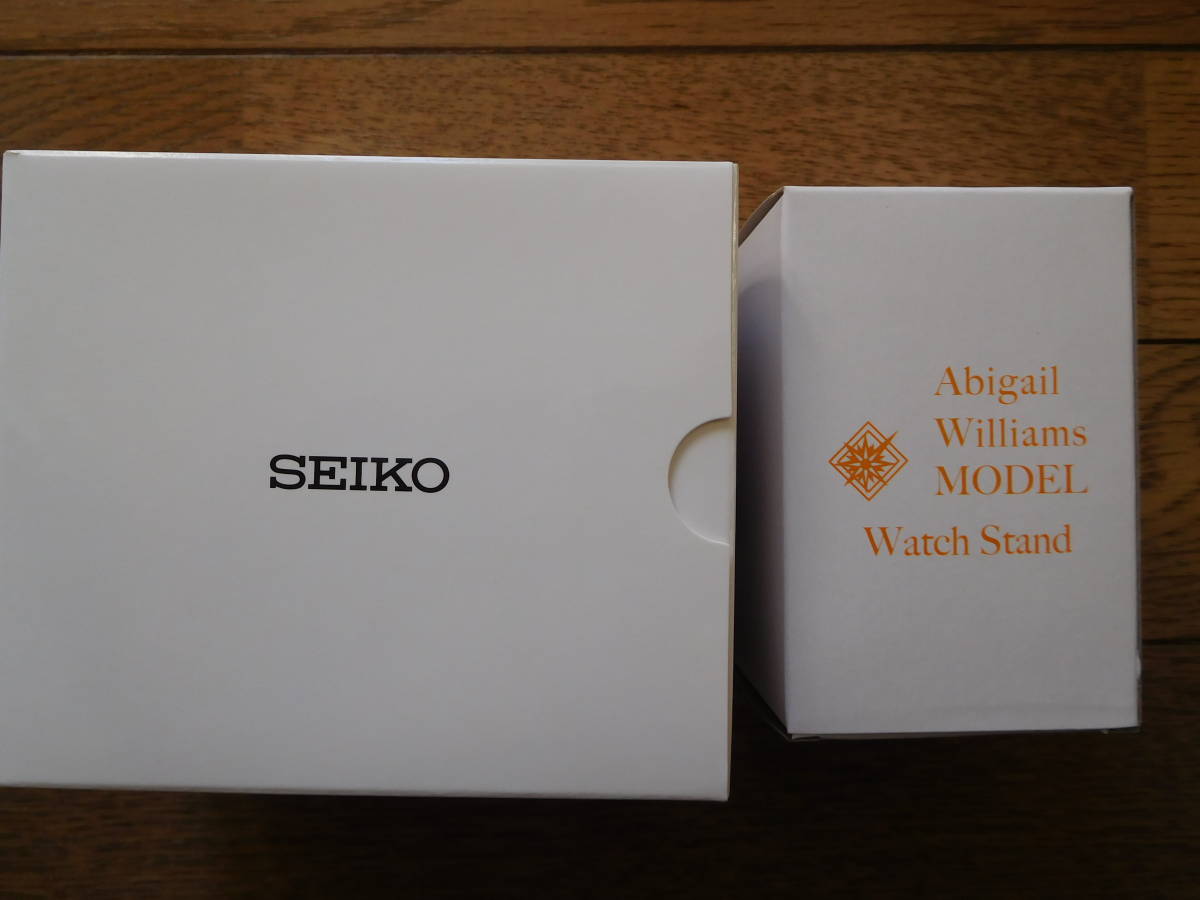 SEIKO
Abigail
Williams
MODEL
Watch Stand